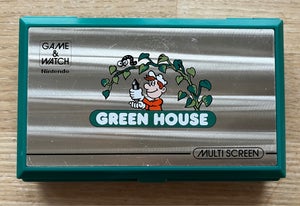 GAME
&
WATCH
Nintendo
GREEN HOUSE
MULTI SCREEN